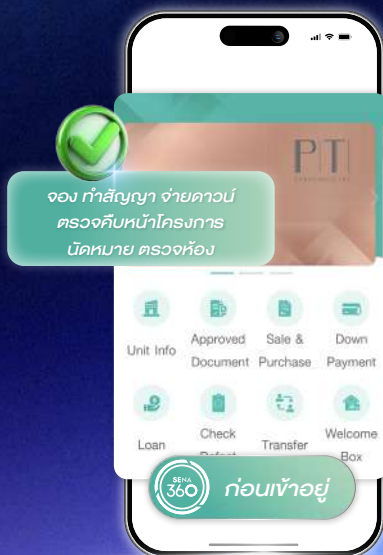 PITI
จอง ทำสัญญา จ่ายดาวน์
ตรวจคืบหน้าโครงการ
นัดหมาย ตรวจห้อง
Unit Info
Approved
Document
Sale &
Purchase
Down
Payment
Loan
Check
Transfer
Welcome
Box
SENA
360
ก่อนเข้าอยู่